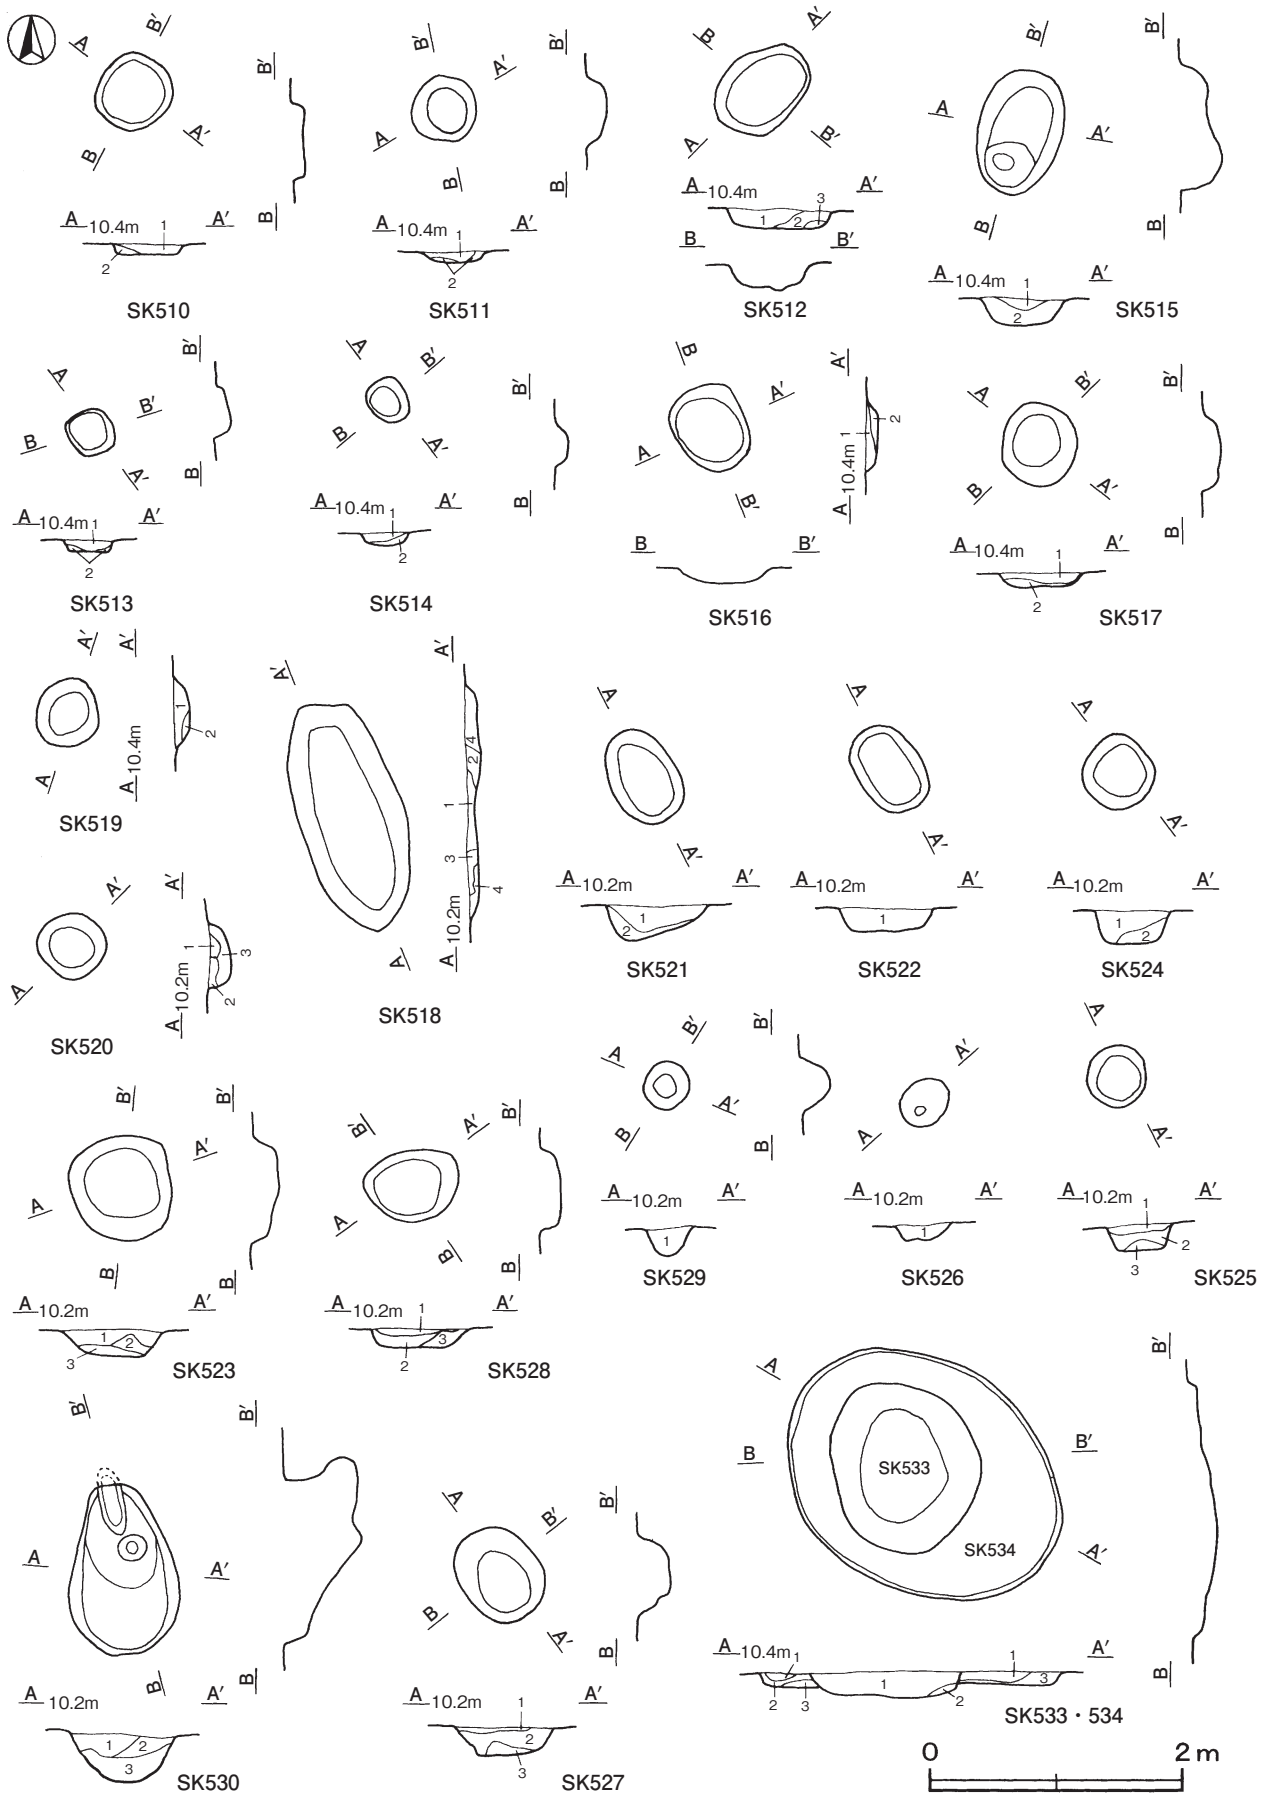 A B' A' B B' B
A 10.4m 1 A'
2
SK510
B' A' A B B' B
A 10.4m 1 A'
2
SK511
A' B A B'
A 10.4m 3 A'
1 2
B B'
SK512
B' A A' B B' B
A 10.4m 1 A'
2
SK515
A B' B A' B' B
A 10.4m 1 A'
2
SK513
A B' B A' B' B
A 10.4m 1 A'
2
SK514
B A' A B' A' 2 1 A 10.4m
B B'
SK516
A B' B A' B' B
A 10.4m 1 A'
2
SK517
A' A A' 1 2 A 10.4m
SK519
A' A A' 4 2 1 3 4 A 10.2m
SK518
A A'
A 10.2m A'
1
2
SK521
A A'
A 10.2m A'
1
SK522
A A'
A 10.2m A'
1 2
SK524
A' A A' 1 3 2 A 10.2m
SK520
A B' A' B B' B
A 10.2m A'
1
SK529
A' A
A 10.2m A'
1
SK526
A A'
A 10.2m 1 A'
2
3
SK525
B' A' A B B' B
A 10.2m A'
1 2
3
SK523
B' A' A B B' B
A 10.2m 1 A'
3
2
SK528
B' A A' B B' B
A 10.2m A'
1 2
3
SK530
A B' B A' B' B
A 10.2m 1 A'
2
3
SK527
A B B' A' B' B
SK533
SK534
A 10.4m 1 1 A'
1 3
2 3 2
SK533・534
0 2m